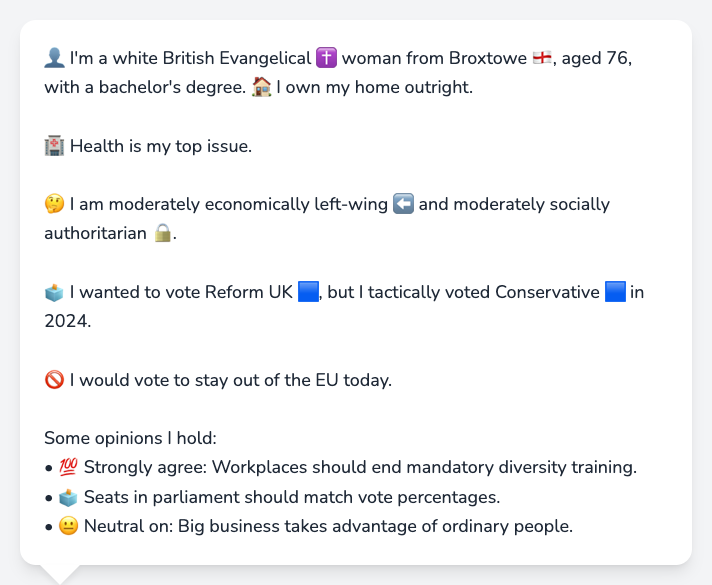 👤 I'm a white British Evangelical ✝️ woman from Broxtowe 🏴󠁧󠁢󠁥󠁮󠁧󠁿, aged 76,
with a bachelor's degree. 🏠 I own my home outright.
🏥 Health is my top issue.
🤔 I am moderately economically left-wing ⬅️ and moderately socially
authoritarian 🔒.
🗳️ I wanted to vote Reform UK 🟦, but I tactically voted Conservative 🟦 in
2024.
🚫 I would vote to stay out of the EU today.
Some opinions I hold:
• 💯 Strongly agree: Workplaces should end mandatory diversity training.
• 🗳️ Seats in parliament should match vote percentages.
• 😐 Neutral on: Big business takes advantage of ordinary people.